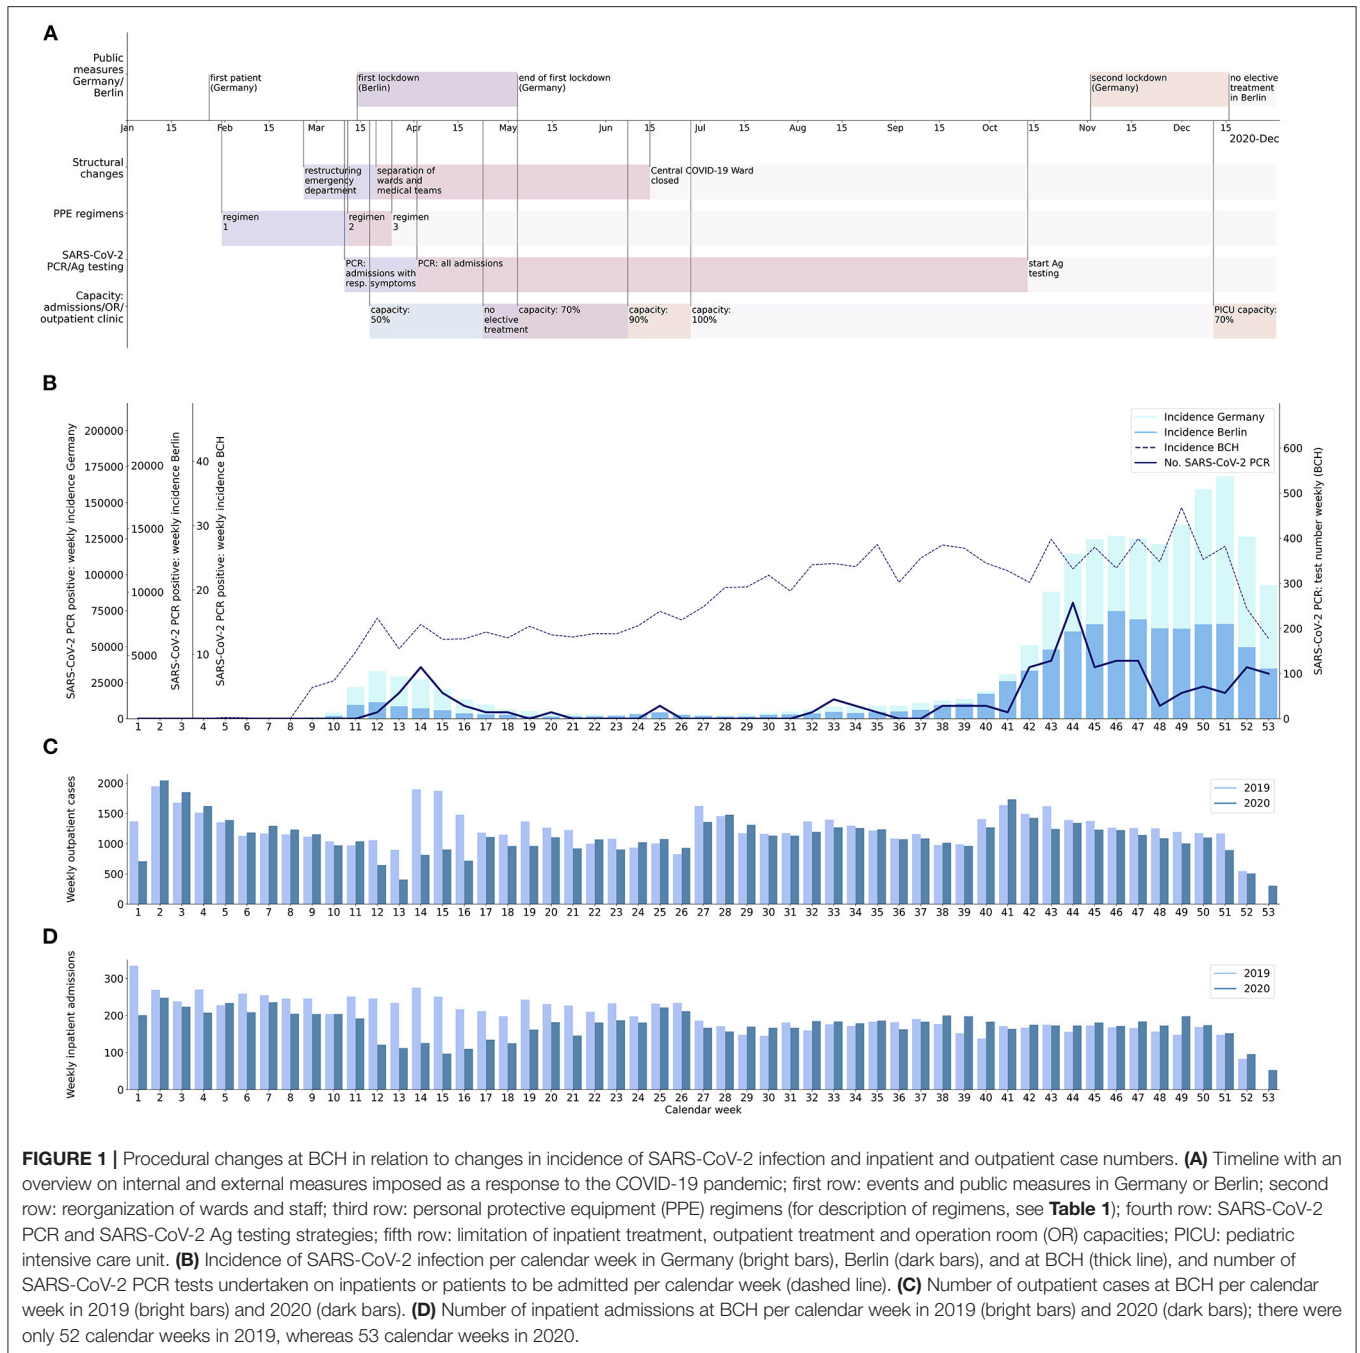 A
Public
measures
Germany/
Berlin
first patient
(Germany)
first lockdown
(Berlin)
end of first lockdown
(Germany)
second lockdown
(Germany)
no elective
treatment
in Berlin
Jan 15 Feb 15 Mar 15 Apr 15 May 15 Jun 15 Jul 15 Aug 15 Sep 15 Oct 15 Nov 15 Dec 15
2020-Dec
Structural
changes
restructuring
emergency
department
separation of
wards and
medical teams
Central COVID-19 Ward
closed
PPE regimens
regimen
1
regimen
2
regimen
3
SARS-CoV-2
PCR/Ag testing
PCR:
admissions with
resp. symptoms
PCR: all admissions
start Ag
testing
Capacity:
admissions/OR/
outpatient clinic
capacity:
50%
no
elective
treatment
capacity: 70%
capacity:
90%
capacity:
100%
PICU capacity:
70%
B
SARS-CoV-2 PCR positive: weekly incidence Germany
200000
175000
150000
125000
100000
75000
50000
25000
0
SARS-CoV-2 PCR positive: weekly incidence Berlin
20000
15000
10000
5000
SARS-CoV-2 PCR positive: weekly incidence BCH
40
30
20
10
Incidence Germany
Incidence Berlin
Incidence BCH
No. SARS-CoV-2 PCR
600
500
400
300
200
100
0
SARS-CoV-2 PCR: test number weekly (BCH)
1 2 3 4 5 6 7 8 9 10 11 12 13 14 15 16 17 18 19 20 21 22 23 24 25 26 27 28 29 30 31 32 33 34 35 36 37 38 39 40 41 42 43 44 45 46 47 48 49 50 51 52 53
C
Weekly outpatient cases
2000
1500
1000
500
0
2019
2020
1 2 3 4 5 6 7 8 9 10 11 12 13 14 15 16 17 18 19 20 21 22 23 24 25 26 27 28 29 30 31 32 33 34 35 36 37 38 39 40 41 42 43 44 45 46 47 48 49 50 51 52 53
D
Weekly inpatient admissions
300
200
100
0
2019
2020
1 2 3 4 5 6 7 8 9 10 11 12 13 14 15 16 17 18 19 20 21 22 23 24 25 26 27 28 29 30 31 32 33 34 35 36 37 38 39 40 41 42 43 44 45 46 47 48 49 50 51 52 53
Calendar week
FIGURE 1 | Procedural changes at BCH in relation to changes in incidence of SARS-CoV-2 infection and inpatient and outpatient case numbers. (A) Timeline with an
overview on internal and external measures imposed as a response to the COVID-19 pandemic; first row: events and public measures in Germany or Berlin; second
row: reorganization of wards and staff; third row: personal protective equipment (PPE) regimens (for description of regimens, see Table 1); fourth row: SARS-CoV-2
PCR and SARS-CoV-2 Ag testing strategies; fifth row: limitation of inpatient treatment, outpatient treatment and operation room (OR) capacities; PICU: pediatric
intensive care unit. (B) Incidence of SARS-CoV-2 infection per calendar week in Germany (bright bars), Berlin (dark bars), and at BCH (thick line), and number of
SARS-CoV-2 PCR tests undertaken on inpatients or patients to be admitted per calendar week (dashed line). (C) Number of outpatient cases at BCH per calendar
week in 2019 (bright bars) and 2020 (dark bars). (D) Number of inpatient admissions at BCH per calendar week in 2019 (bright bars) and 2020 (dark bars); there were
only 52 calendar weeks in 2019, whereas 53 calendar weeks in 2020.